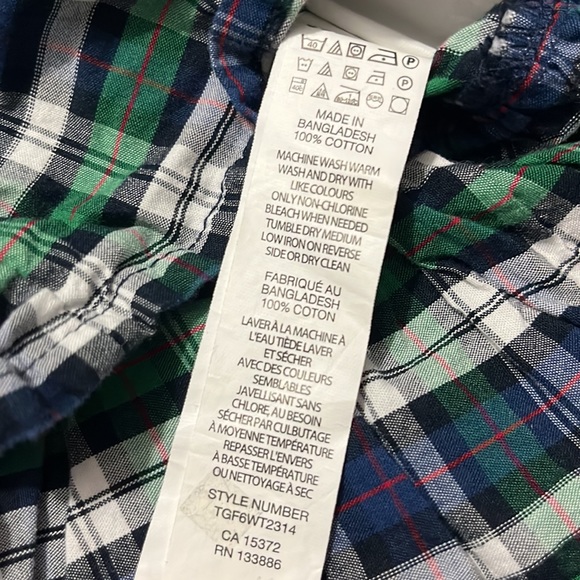 MADE IN
BANGLADESH
100% COTTON
MACHINE WASH WARM
WASH AND DRY WITH
LIKE COLOURS
ONLY NON-CHLORINE
BLEACH WHEN NEEDED
TUMBLE DRY MEDIUM
LOW IRON ON REVERSE
SIDE OR DRY CLEAN
FABRIQUÉ AU
BANGLADESH
100% COTTON
LAVER À LA MACHINE À
L'EAU TIÈDE LAVER
ET SÉCHER
AVEC DES COULEURS
SEMBLABLES
JAVELLISANT SANS
CHLORE, AU BESOIN
SÉCHER PAR CULBUTAGE
À MOYENNE TEMPÉRATURE
REPASSER L'ENVERS
À BASSE TEMPÉRATURE
OU NETTOYAGE À SEC
STYLE NUMBER
TGF6WT2314
CA 15372
RN 133886